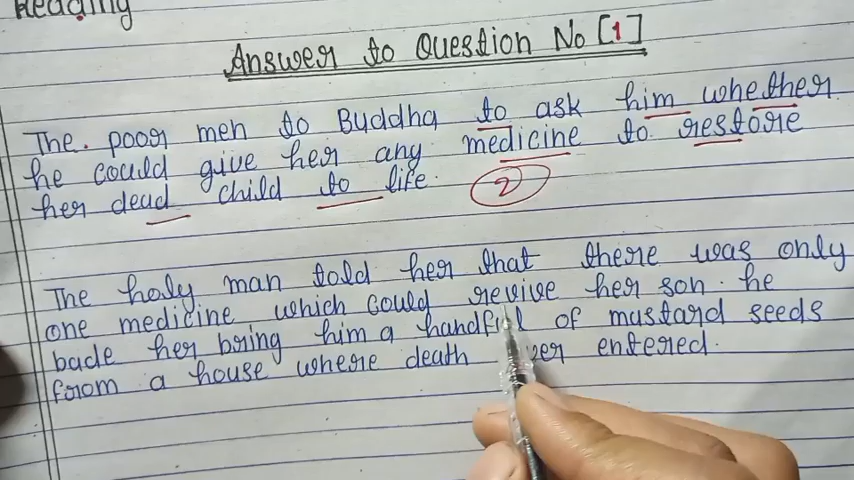 Reading
Answer to Question No [1]
The. poor men to Buddha to ask him whether
he could give her any medicine to restore
her dead child to life.
2
The holy man told her that there was only
one medicine which could revive her son. he
bade her bring him a handful of mustard seeds
from a house where death entered.